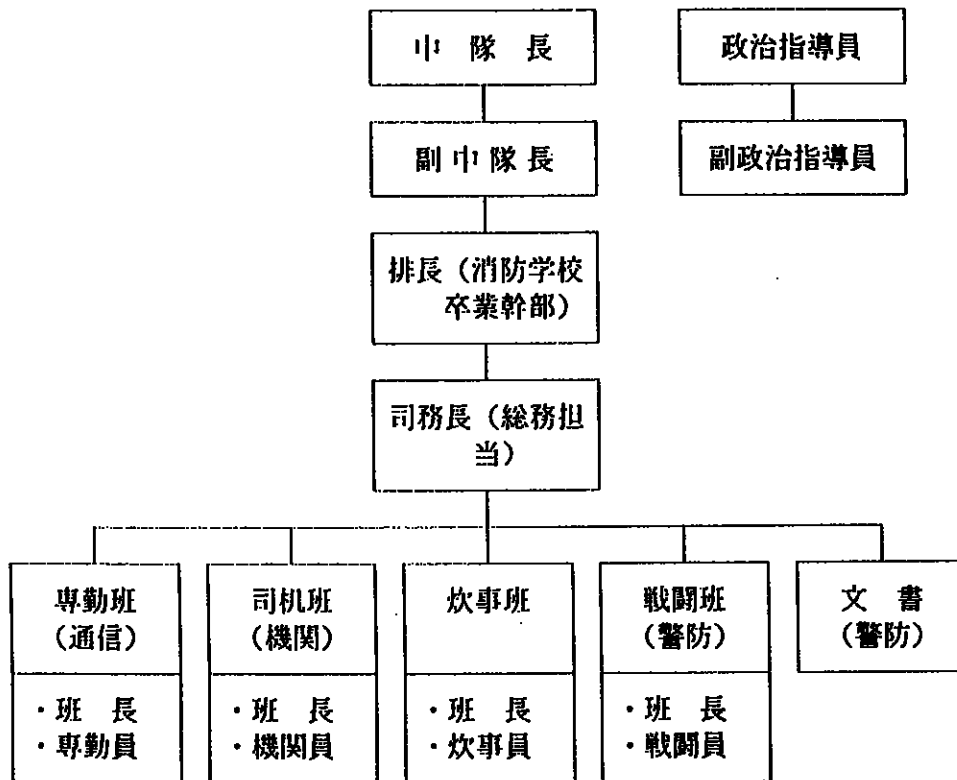 中隊長
政治指導員
副中隊長
副政治指導員
排長（消防学校
卒業幹部）
司務長（総務担
当）
専勤班
（通信）
司机班
（機関）
炊事班
戦闘班
（警防）
文書
（警防）
・班長
・専勤員
・班長
・機関員
・班長
・炊事員
・班長
・戦闘員